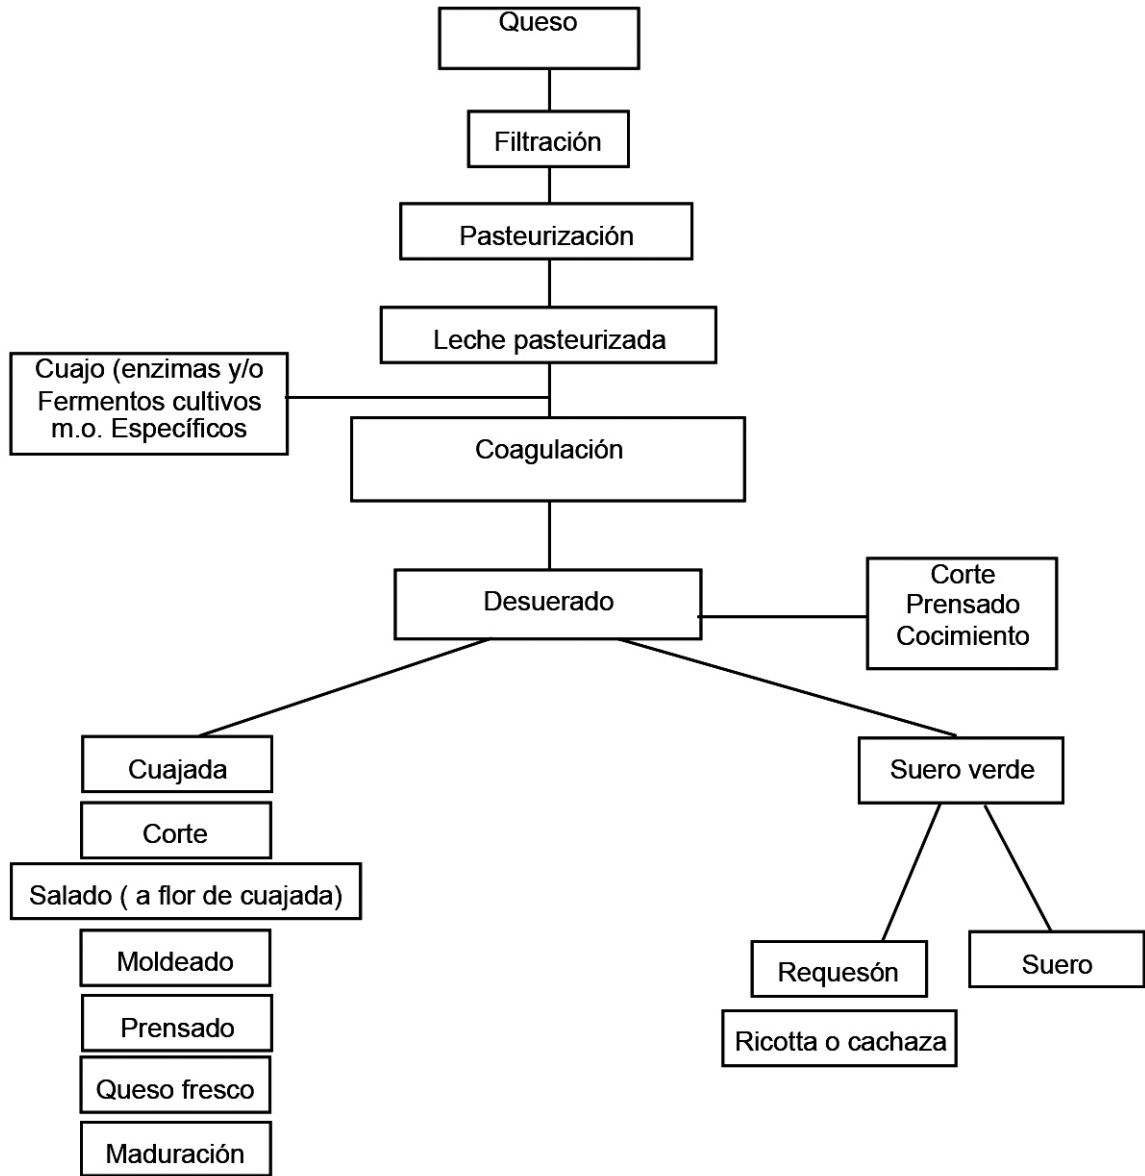 Queso
Filtración
Pasteurización
Leche pasteurizada
Cuajo (enzimas y/o
Fermentos cultivos
m.o. Específicos
Coagulación
Desuerado
Corte
Prensado
Cocimiento
Cuajada
Corte
Salado ( a flor de cuajada)
Moldeado
Prensado
Queso fresco
Maduración
Suero verde
Requesón
Suero
Ricotta o cachaza